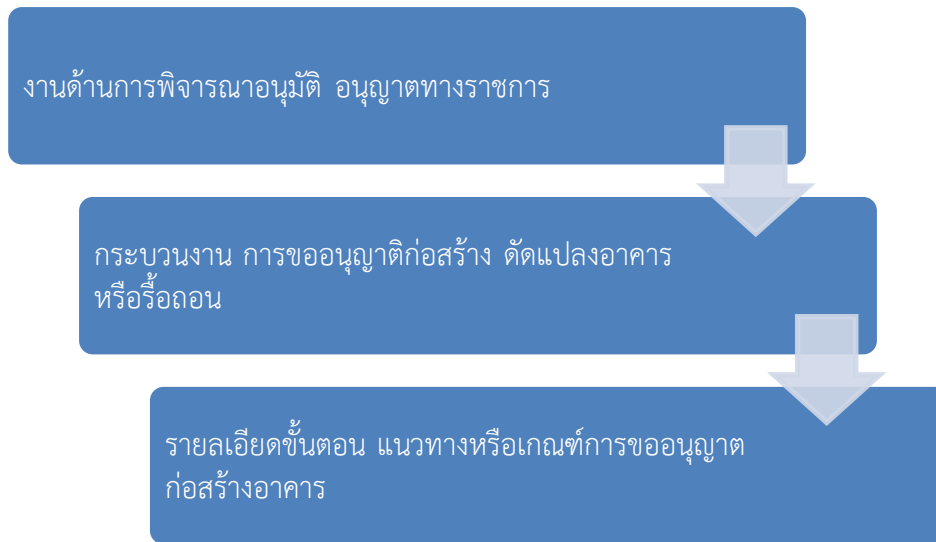 งานด้านการพิจารณาอนุมัติ อนุญาตทางราชการ
กระบวนงาน การขออนุญาติก่อสร้าง ดัดแปลงอาคาร
หรือรื้อถอน
รายลเอียดขั้นตอน แนวทางหรือเกณฑ์การขออนุญาต
ก่อสร้างอาคาร